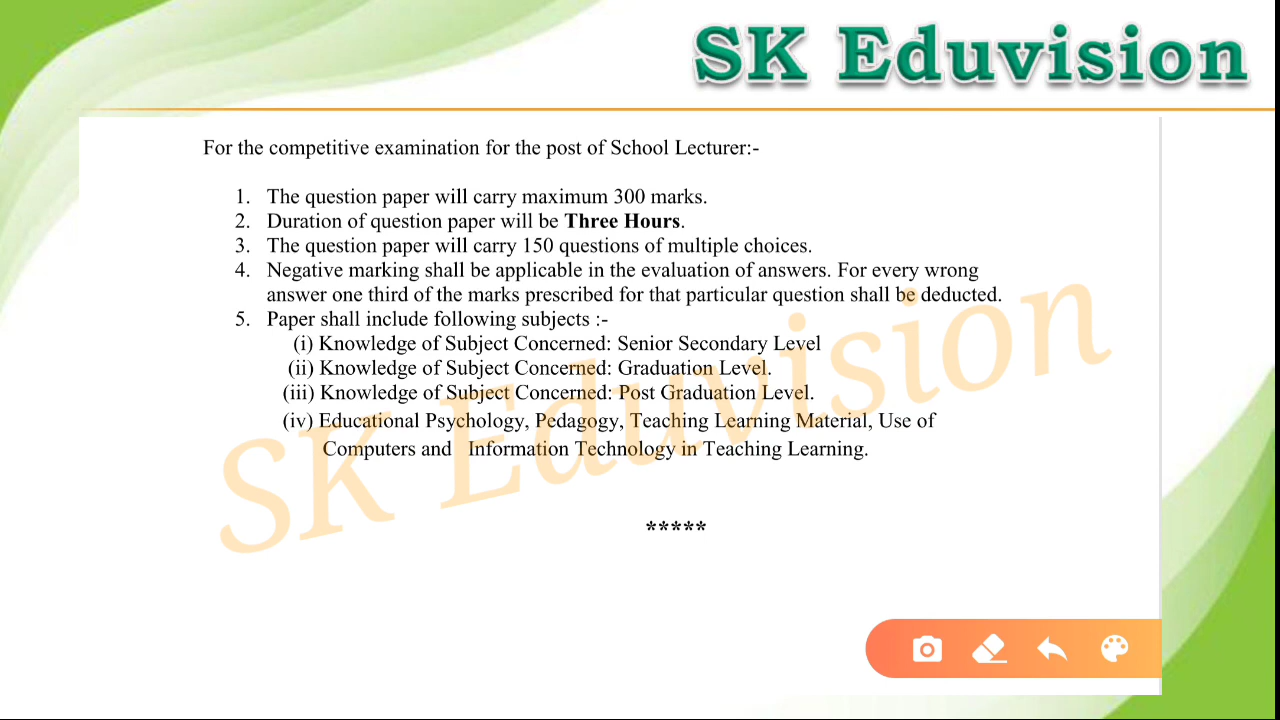 SK Eduvision
For the competitive examination for the post of School Lecturer:-
1. The question paper will carry maximum 300 marks.
2. Duration of question paper will be Three Hours.
3. The question paper will carry 150 questions of multiple choices.
4. Negative marking shall be applicable in the evaluation of answers. For every wrong
answer one third of the marks prescribed for that particular question shall be deducted.
5. Paper shall include following subjects :-
(i) Knowledge of Subject Concerned: Senior Secondary Level
(ii) Knowledge of Subject Concerned: Graduation Level.
(iii) Knowledge of Subject Concerned: Post Graduation Level.
(iv) Educational Psychology, Pedagogy, Teaching Learning Material, Use of
Computers and Information Technology in Teaching Learning.
*****
SK Eduvision